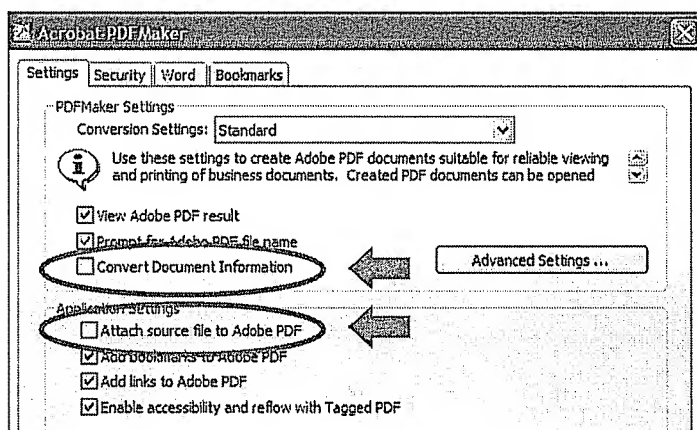 Acrobat PDFMaker
Settings Security Word Bookmarks
PDFMaker Settings
Conversion Settings: Standard
Use these settings to create Adobe PDF documents suitable for reliable viewing
and printing of business documents. Created PDF documents can be opened
View Adobe PDF result
Prompt for Adobe PDF file name
Convert Document Information
Advanced Settings ...
Application Settings
Attach source file to Adobe PDF
Add bookmarks to Adobe PDF
Add links to Adobe PDF
Enable accessibility and reflow with Tagged PDF